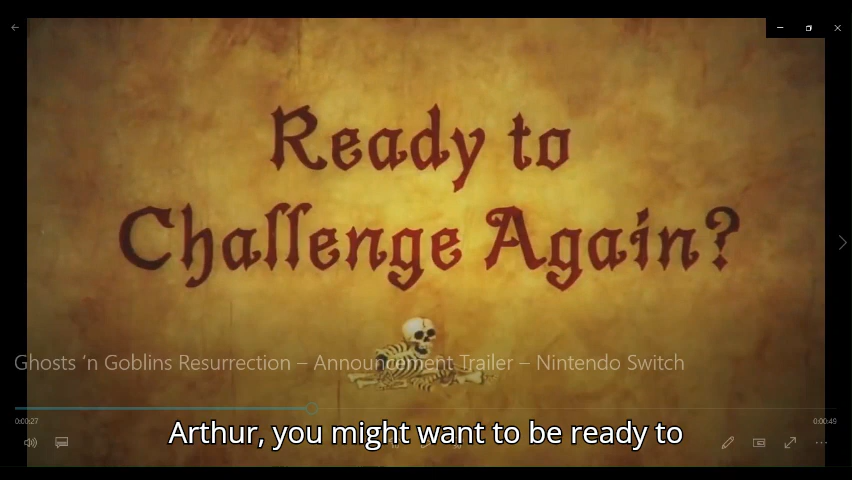 Ready to
Challenge Again?
Ghosts ‘n Goblins Resurrection – Announcement Trailer – Nintendo Switch
0:00:27
0:00:49
Arthur, you might want to be ready to